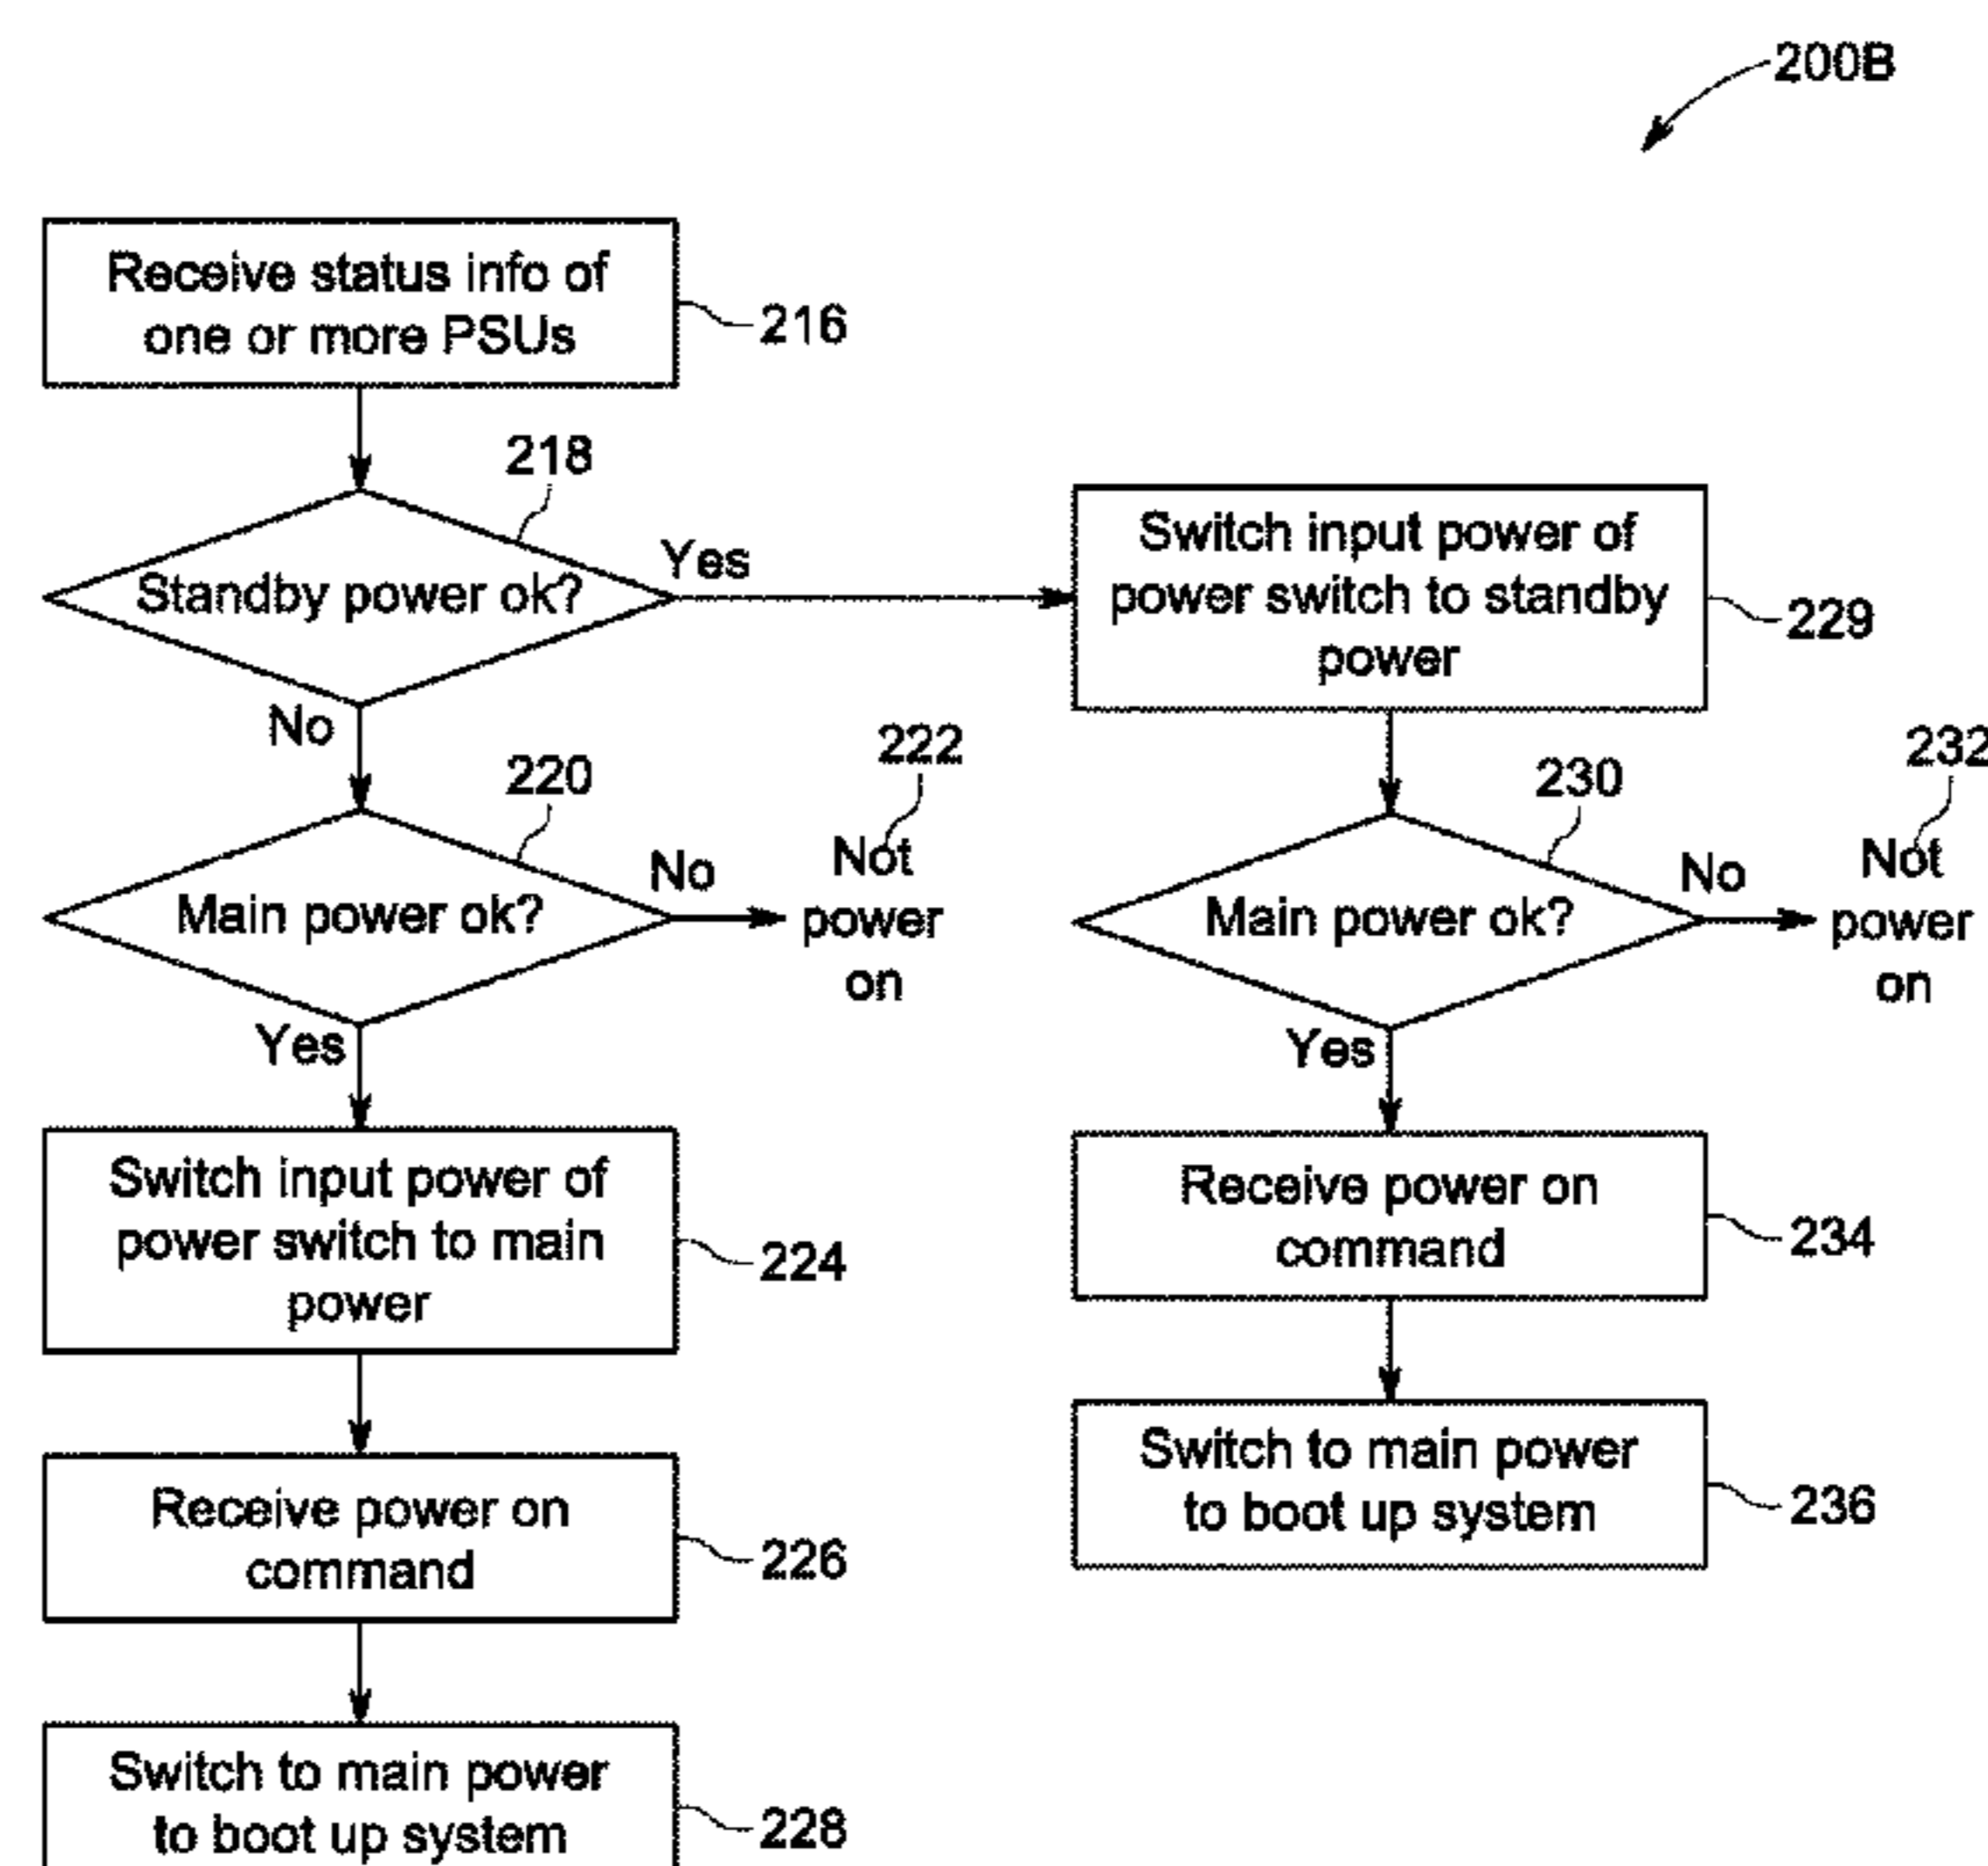 200B
Receive status info of
one or more PSUs
216
218
Standby power ok?
Yes
No
Switch input power of
power switch to standby
power
229
220
Main power ok?
No
222
Not
power
on
Yes
230
Main power ok?
No
232
Not
power
on
Yes
Switch input power of
power switch to main
power
224
Receive power on
command
234
Receive power on
command
226
Switch to main power
to boot up system
236
Switch to main power
to boot up system
228